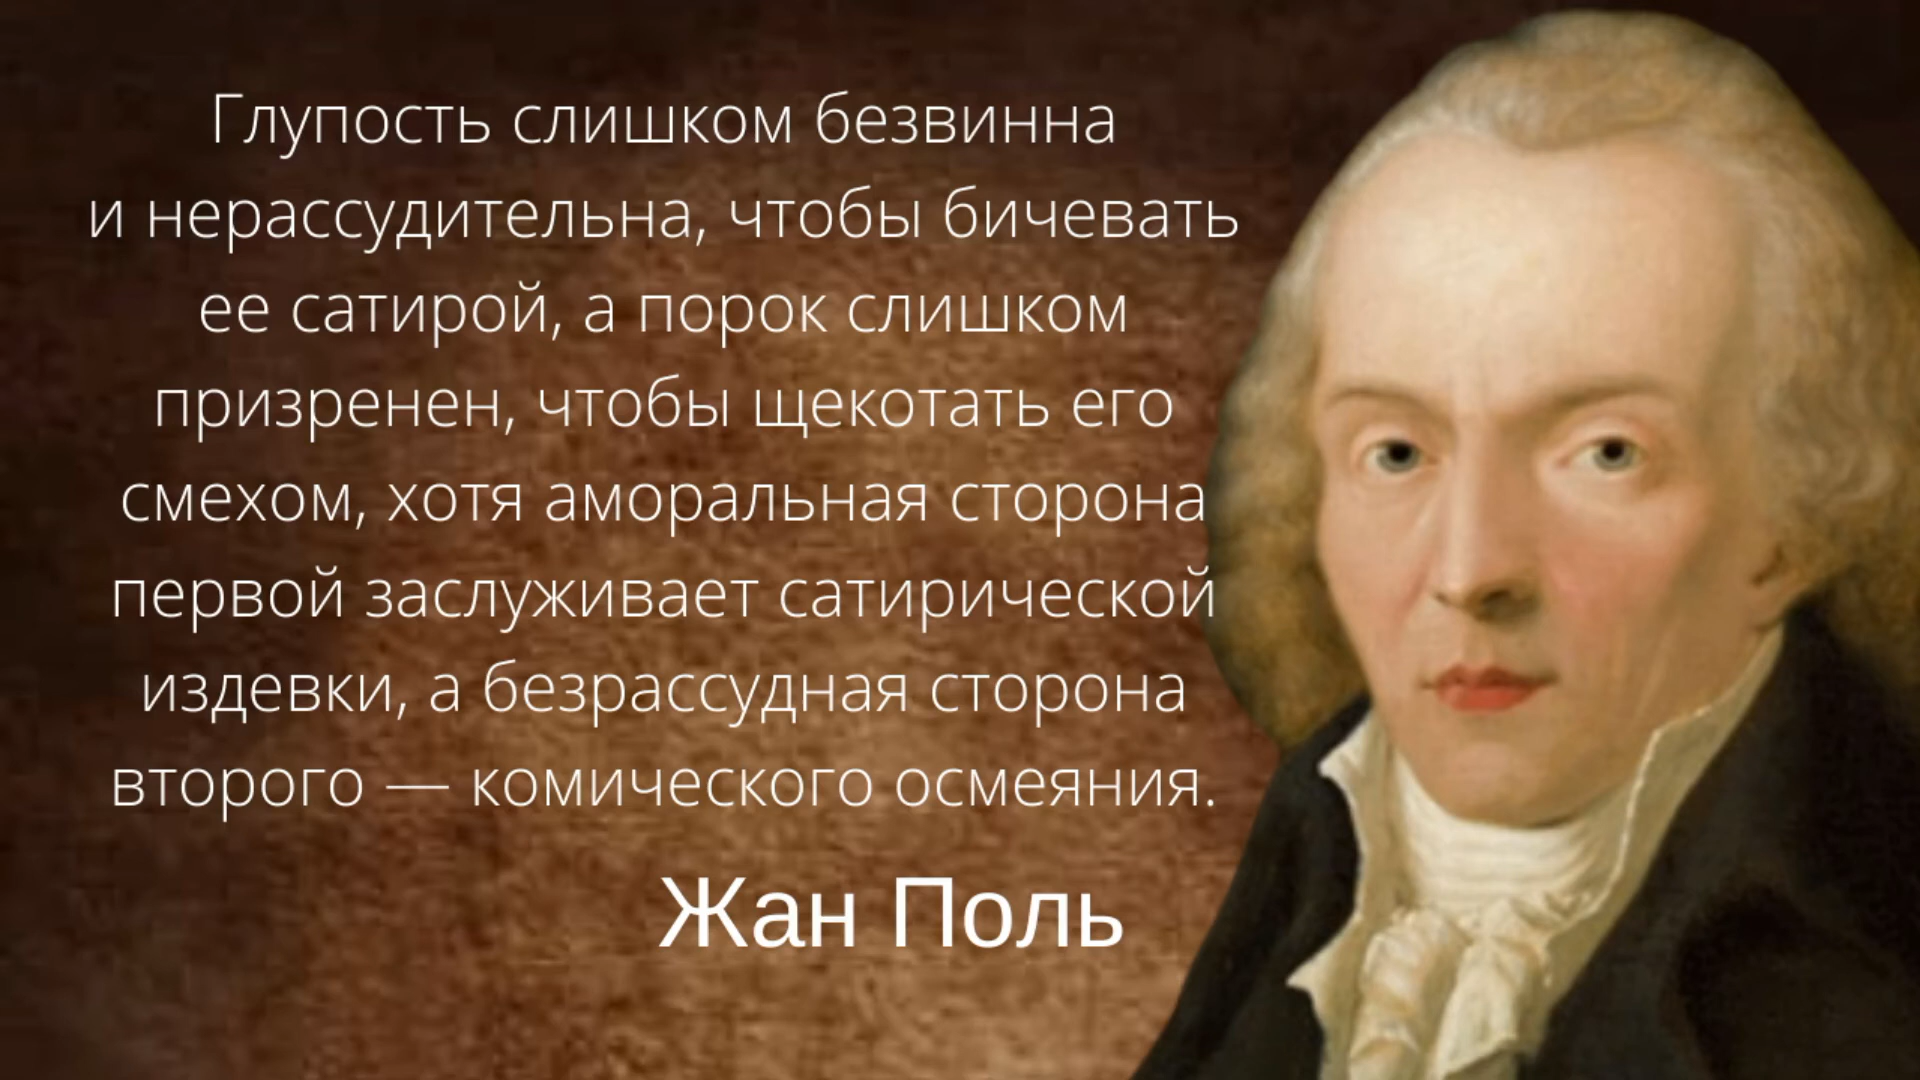 Глупость слишком безвинна
и нерассудительна, чтобы бичевать
ее сатирой, а порок слишком
призренен, чтобы щекотать его
смехом, хотя аморальная сторона
первой заслуживает сатирической
издевки, а безрассудная сторона
второго — комического осмеяния.
Жан Поль